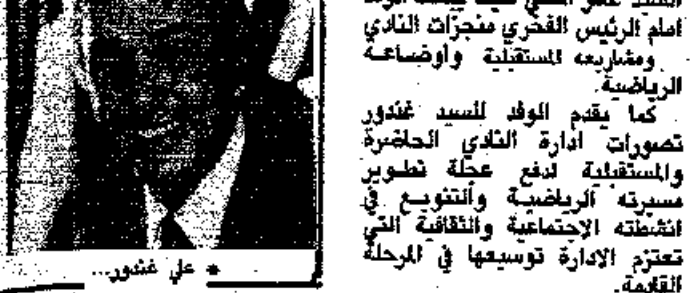 امام الرئيس الفخري منجزات النادي
ومشاريعه المستقبلية واوضاعه
الرياضية.
كما يقدم الوفد للسيد غندور
تصورات ادارة النادي الحاضرة
والمستقبلية لدفع عجلة تطوير
مسيرته الرياضية والتنويع في
انشطته الاجتماعية والثقافية التي
تعتزم الادارة توسيعها في المرحلة
القادمة.
* علي غندور...